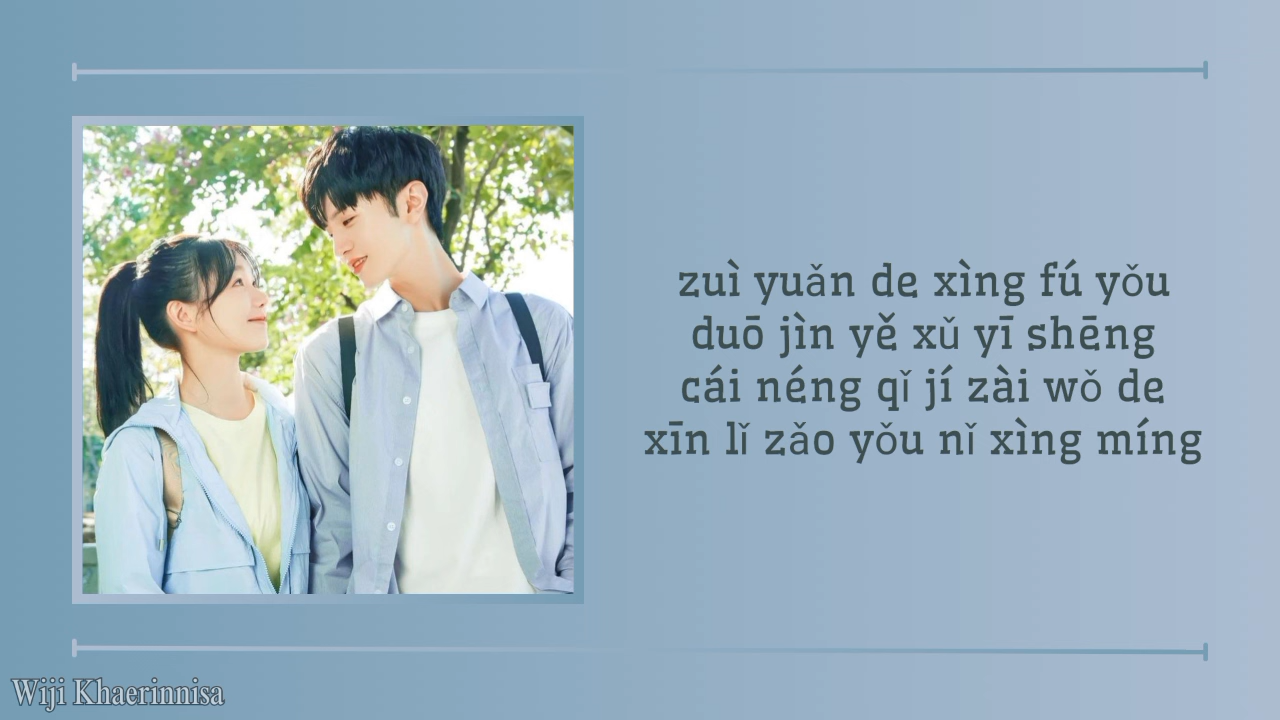 zuì yuǎn de xìng fú yǒu
duō jìn yě xǔ yī shēng
cái néng qǐ jí zài wǒ de
xīn lǐ zǎo yǒu nǐ xìng míng
Wiji Khaerinnisa